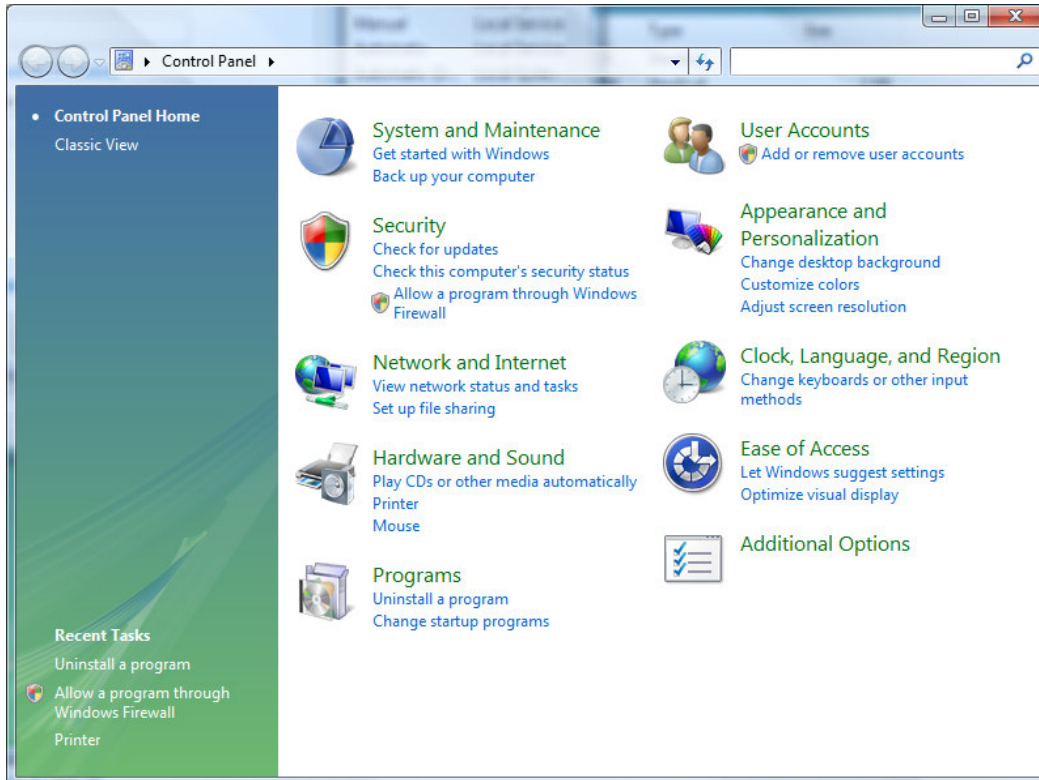 Manual Local Service
Type
Control Panel
Control Panel Home
Classic View
System and Maintenance
Get started with Windows
Back up your computer
Security
Check for updates
Check this computer's security status
Allow a program through Windows
Firewall
Network and Internet
View network status and tasks
Set up file sharing
Hardware and Sound
Play CDs or other media automatically
Printer
Mouse
Programs
Uninstall a program
Change startup programs
User Accounts
Add or remove user accounts
Appearance and
Personalization
Change desktop background
Customize colors
Adjust screen resolution
Clock, Language, and Region
Change keyboards or other input
methods
Ease of Access
Let Windows suggest settings
Optimize visual display
Additional Options
Recent Tasks
Uninstall a program
Allow a program through
Windows Firewall
Printer